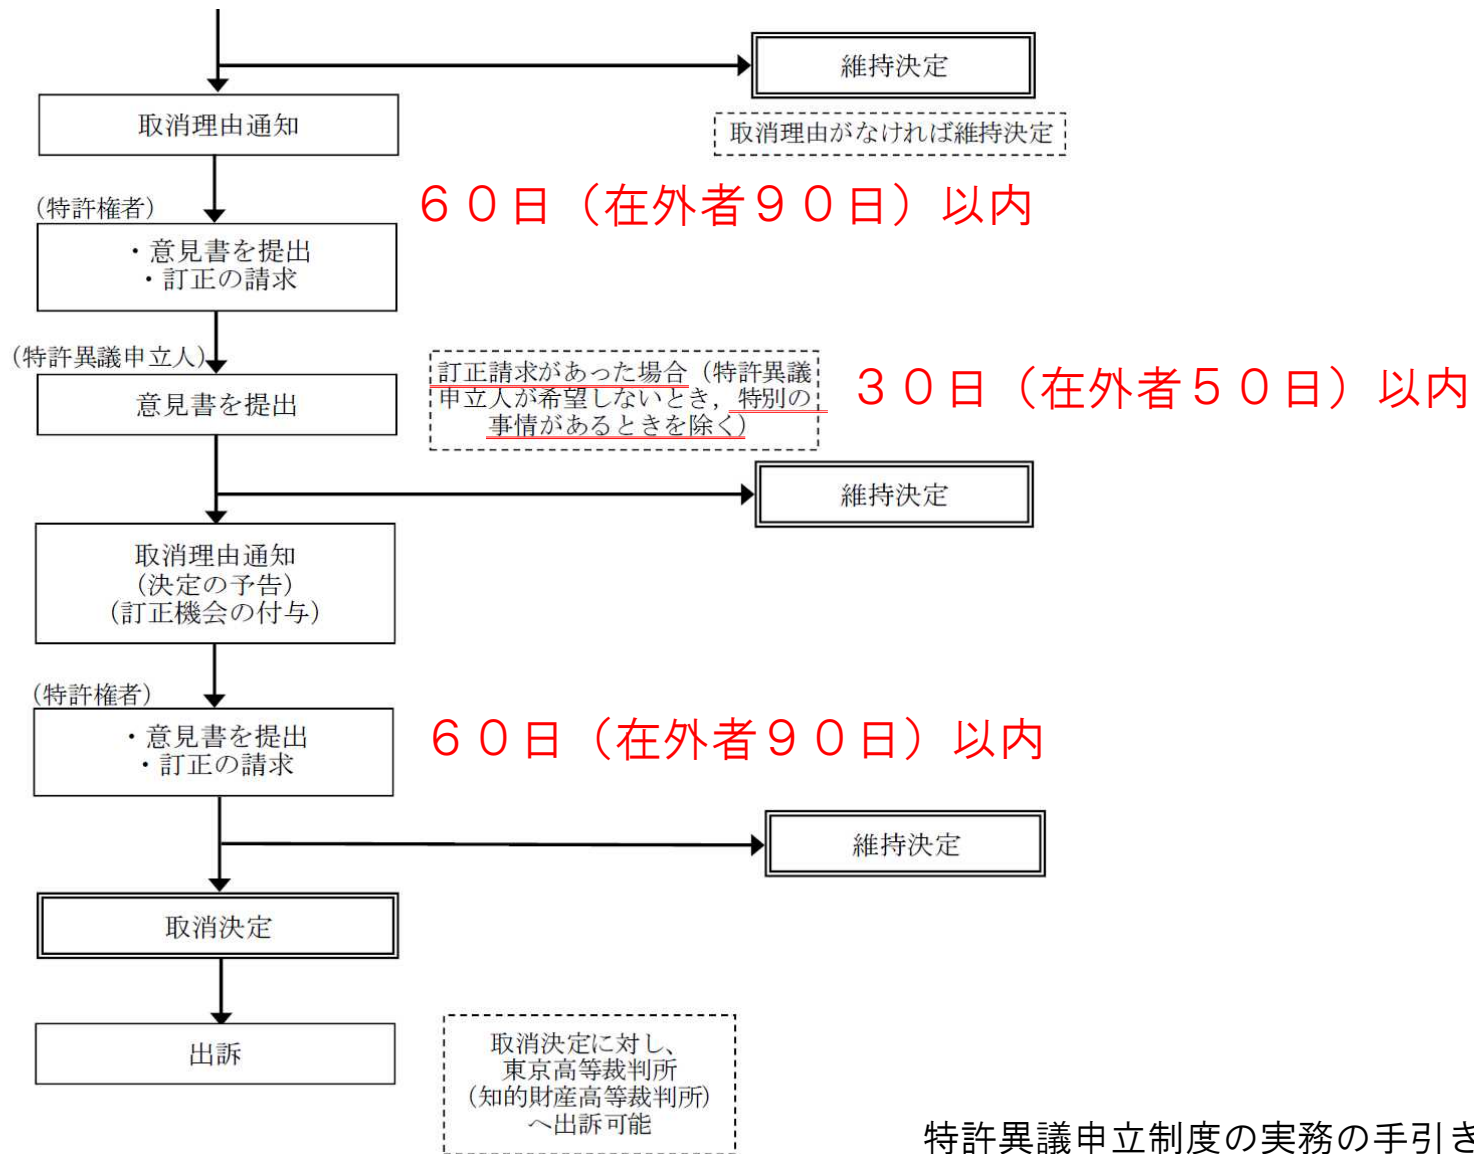 維持決定
取消理由通知
取消理由がなければ維持決定
(特許権者)
６０日（在外者９０日）以内
・意見書を提出
・訂正の請求
(特許異議申立人)
意見書を提出
訂正請求があった場合（特許異議
申立人が希望しないとき，特別の
事情があるときを除く）
３０日（在外者５０日）以内
維持決定
取消理由通知
（決定の予告）
（訂正機会の付与）
(特許権者)
・意見書を提出
・訂正の請求
６０日（在外者９０日）以内
維持決定
取消決定
出訴
取消決定に対し、
東京高等裁判所
（知的財産高等裁判所）
へ出訴可能
特許異議申立制度の実務の手引き